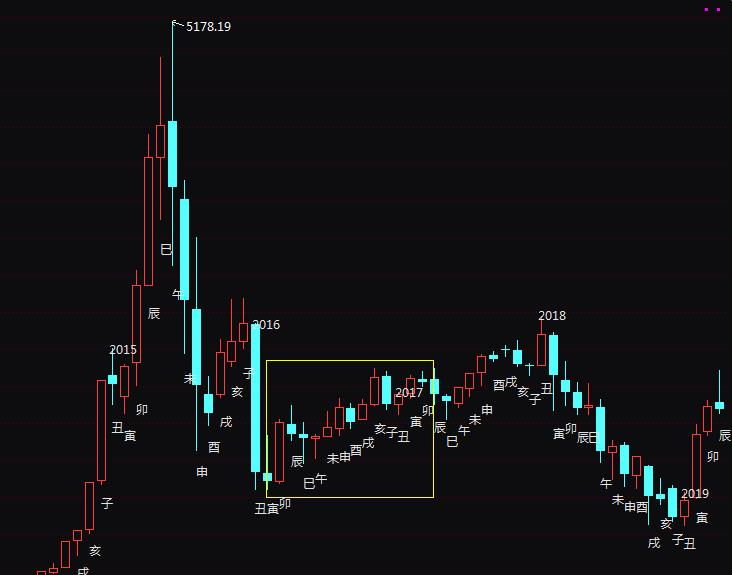 5178.19
巳
午
2018
辰
2016
2015
子
未
酉戌
亥
子
丑
亥
2017
卯
丑
寅
卯
戌
寅
卯
辰
亥子
丑
未
申
寅
卯
辰
巳
酉
戌
午
巳
辰
未申
酉
卯
申
午
巳
午
2019
子
未
申酉
丑寅
卯
寅
亥
戌
子
丑
亥
戌